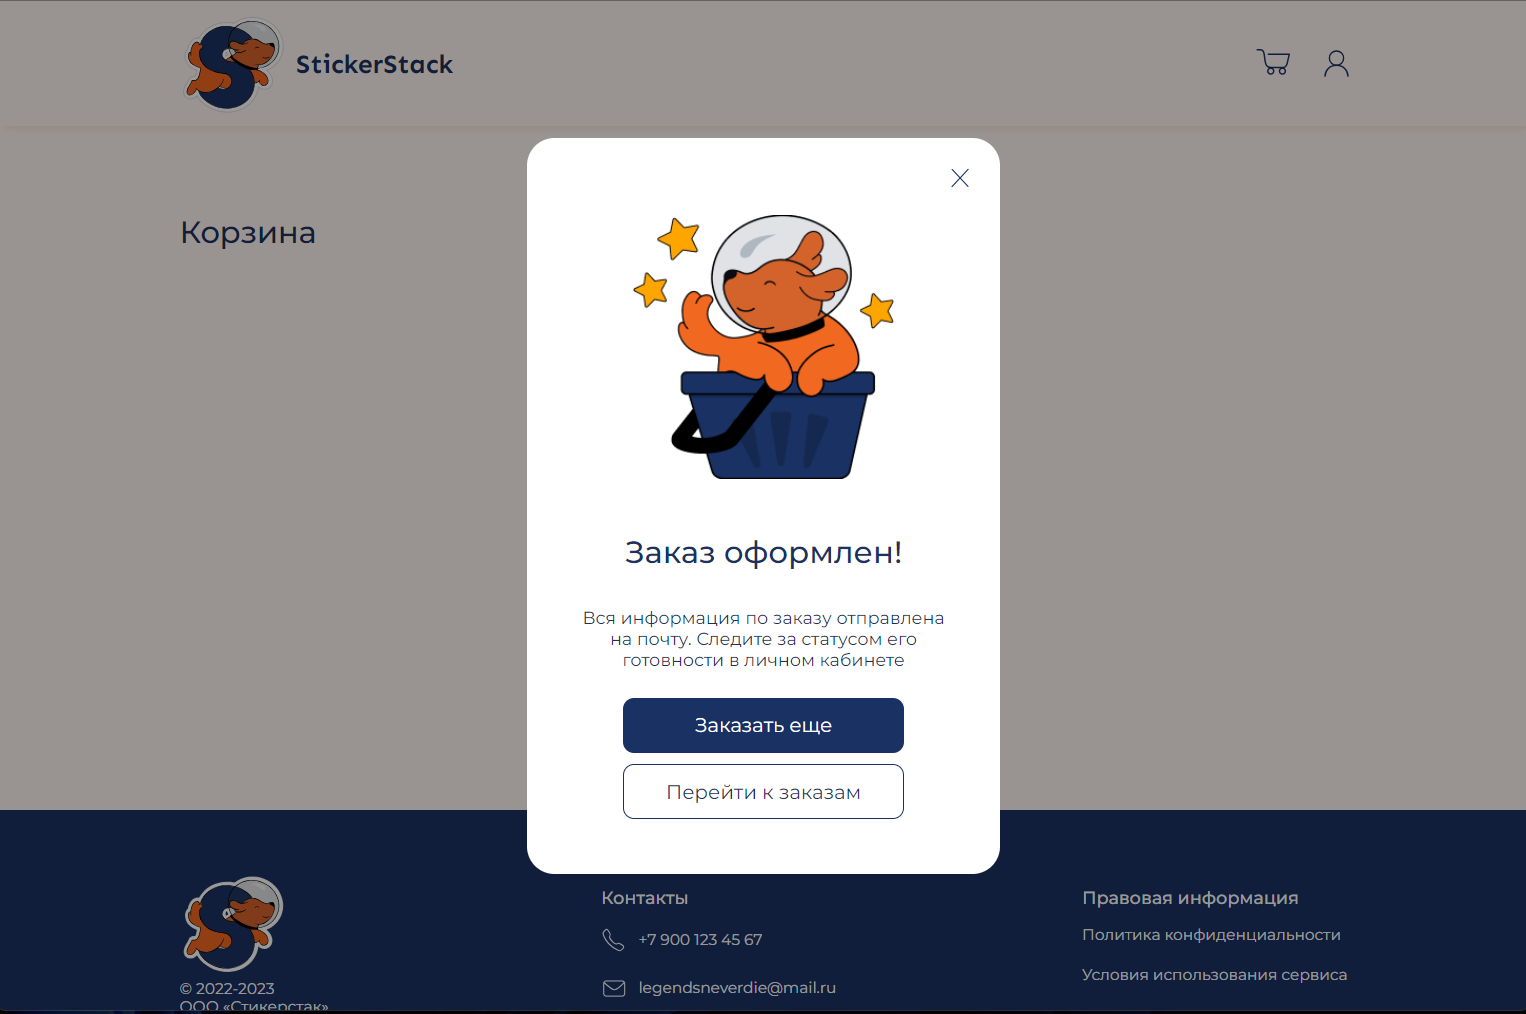 StickerStack
Корзина
Заказ оформлен!
Вся информация по заказу отправлена
на почту. Следите за статусом его
готовности в личном кабинете
Заказать еще
Перейти к заказам
© 2022-2023
ООО «Стикерстак»
Контакты
+7 900 123 45 67
legendsneverdie@mail.ru
Правовая информация
Политика конфиденциальности
Условия использования сервиса